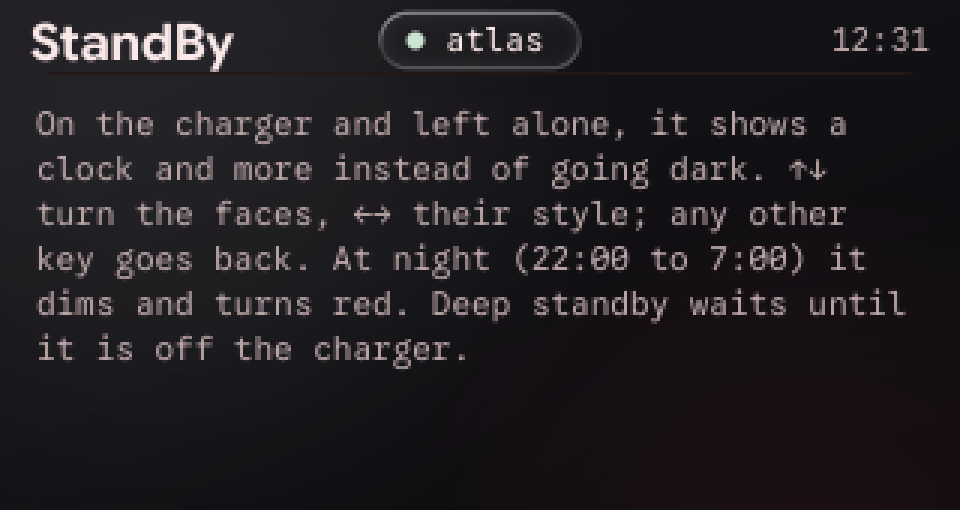 StandBy
atlas
12:31
On the charger and left alone, it shows a
clock and more instead of going dark. ↑↓
turn the faces, ↔ their style; any other
key goes back. At night (22:00 to 7:00) it
dims and turns red. Deep standby waits until
it is off the charger.